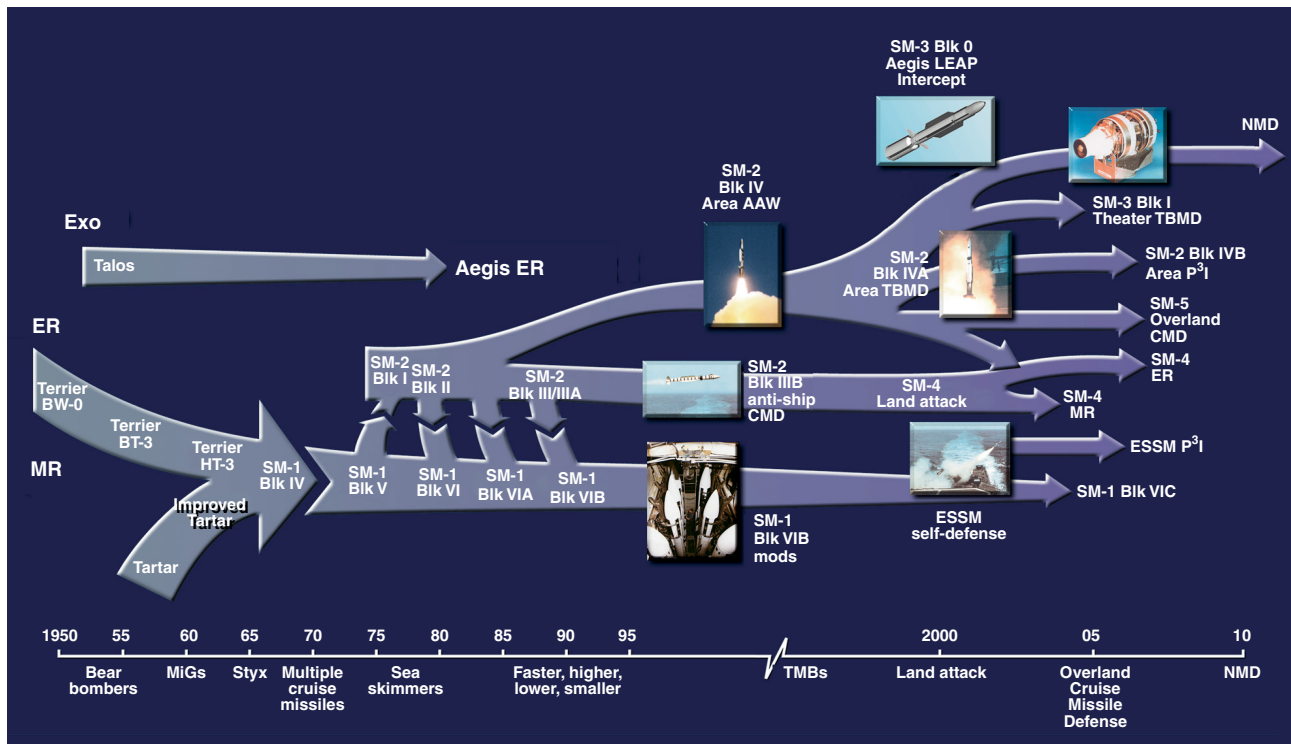 SM-3 Blk 0
Aegis LEAP
Intercept
NMD
SM-2
Blk IV
Area AAW
SM-3 Blk I
Theater TBMD
Exo
Talos
Aegis ER
SM-2
Blk IVA
Area TBMD
SM-2 Blk IVB
Area P³I
SM-5
Overland
CMD
ER
SM-2
Blk I
SM-2
Blk II
SM-2
Blk III/IIIA
SM-2
Blk IIIB
anti-ship
CMD
SM-4
Land attack
SM-4
ER
SM-4
MR
Terrier
BW-0
Terrier
BT-3
Terrier
HT-3
MR
SM-1
Blk IV
SM-1
Blk V
SM-1
Blk VI
SM-1
Blk VIA
SM-1
Blk VIB
ESSM P³I
SM-1 Blk VIC
Improved
Tartar
Tartar
SM-1
Blk VIB
mods
ESSM
self-defense
1950 55 60 65 70 75 80 85 90 95 2000 05 10
Bear
bombers
MiGs
Styx
Multiple
cruise
missiles
Sea
skimmers
Faster, higher,
lower, smaller
TMBs
Land attack
Overland
Cruise
Missile
Defense
NMD